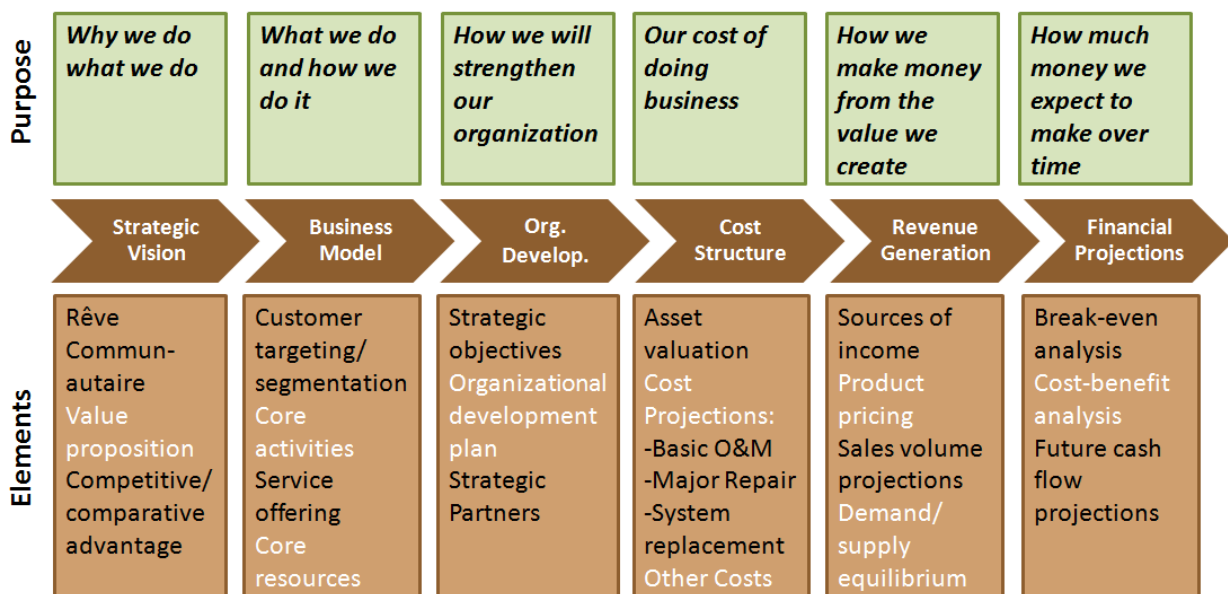 Purpose
Why we do
what we do
What we do
and how we
do it
How we will
strengthen
our
organization
Our cost of
doing
business
How we
make money
from the
value we
create
How much
money we
expect to
make over
time
Strategic
Vision
Business
Model
Org.
Develop.
Cost
Structure
Revenue
Generation
Financial
Projections
Elements
Rêve
Commun-
autaire
Value
proposition
Competitive/
comparative
advantage
Customer
targeting/
segmentation
Core
activities
Service
offering
Core
resources
Strategic
objectives
Organizational
development
plan
Strategic
Partners
Asset
valuation
Cost
Projections:
-Basic O&M
-Major Repair
-System
replacement
Other Costs
Sources of
income
Product
pricing
Sales volume
projections
Demand/
supply
equilibrium
Break-even
analysis
Cost-benefit
analysis
Future cash
flow
projections